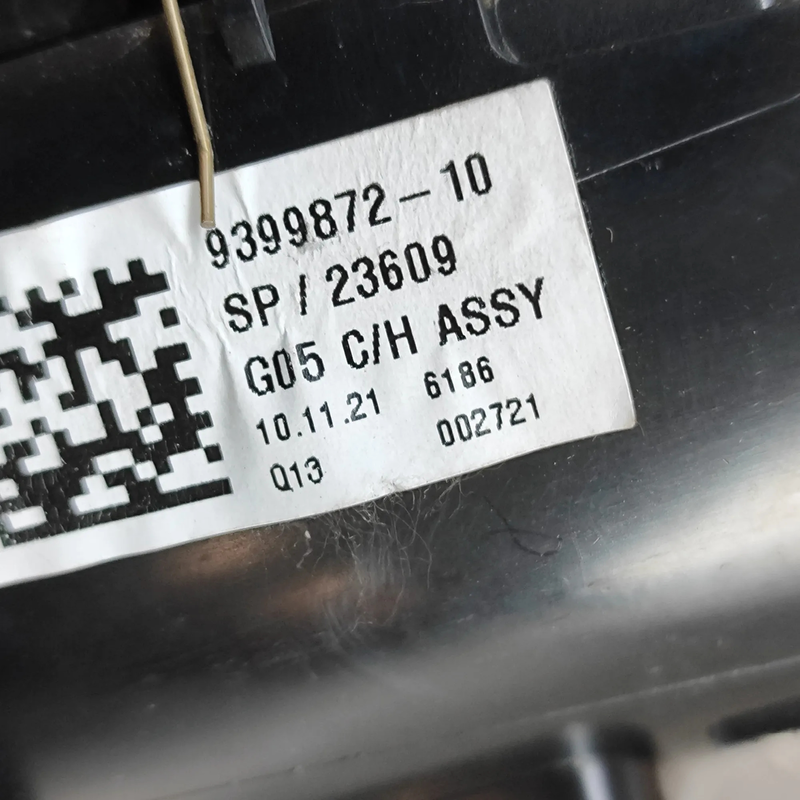 9399872-10
SP/23609
G05 C/H ASSY
10.11.21 6186
Q13 002721